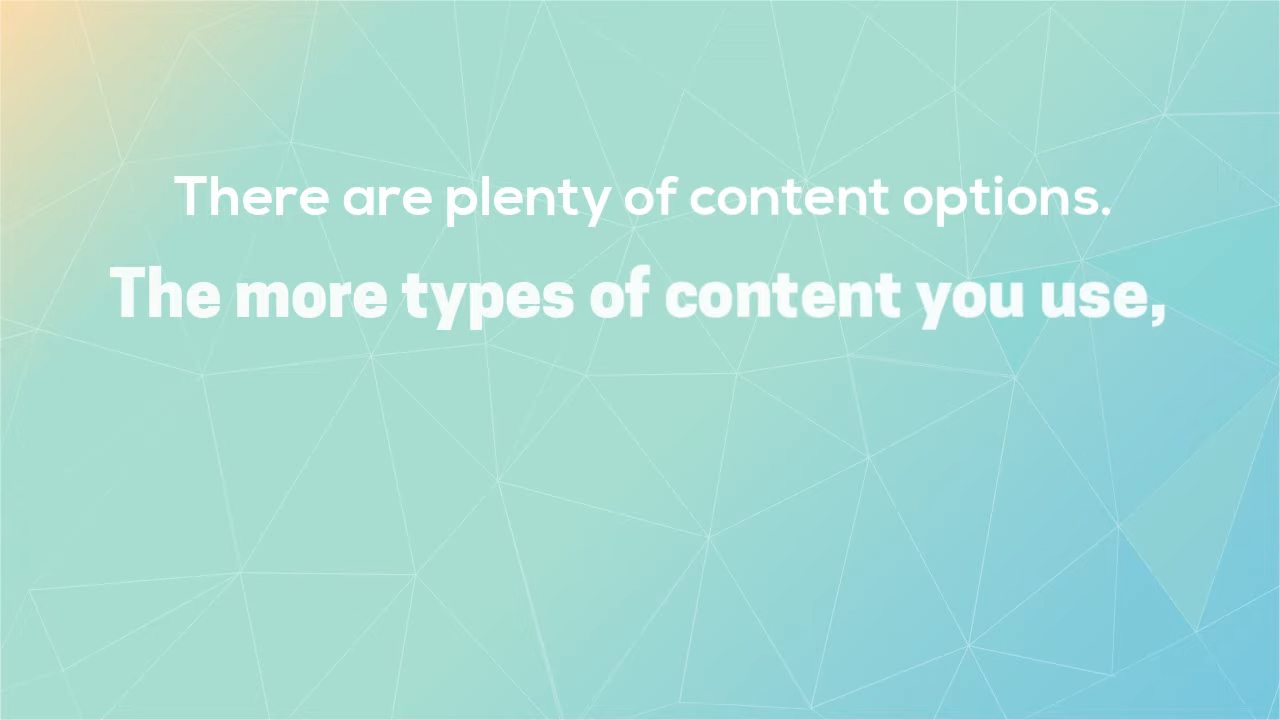 There are plenty of content options.
The more types of content you use,